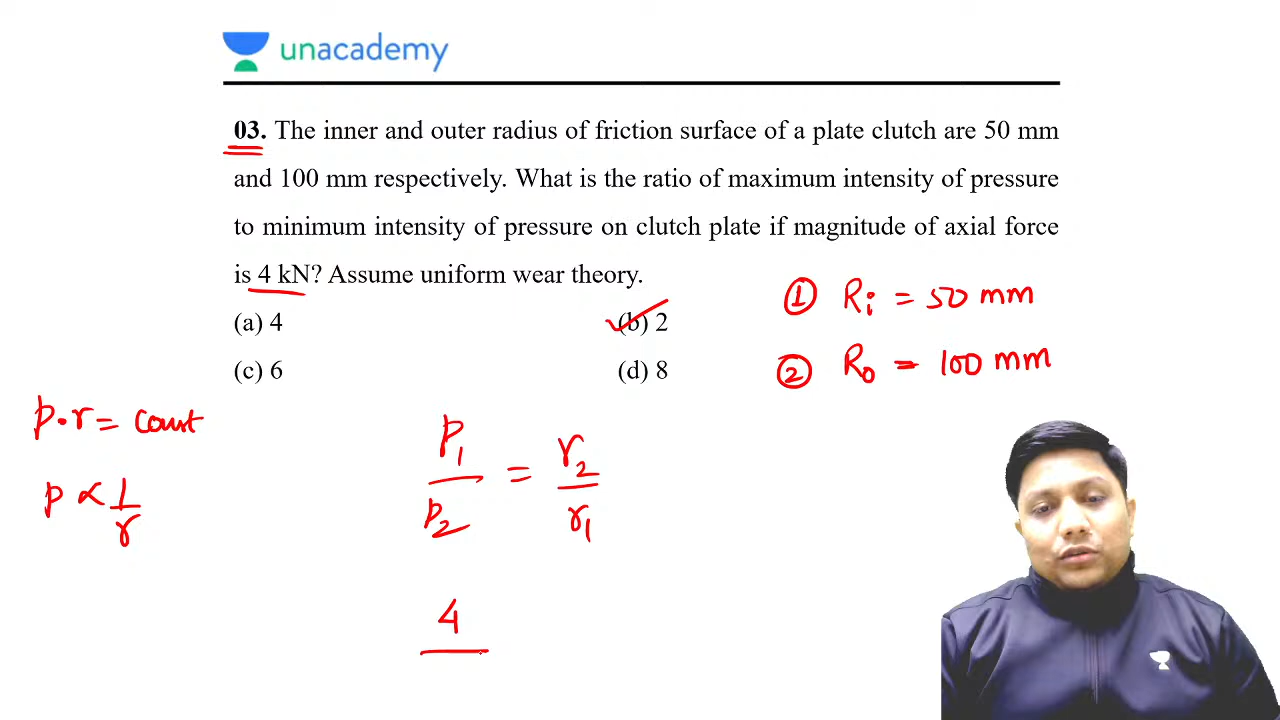 unacademy
03. The inner and outer radius of friction surface of a plate clutch are 50 mm
and 100 mm respectively. What is the ratio of maximum intensity of pressure
to minimum intensity of pressure on clutch plate if magnitude of axial force
is 4 kN? Assume uniform wear theory.
(a) 4 (b) 2
(c) 6 (d) 8
① Ri = 50 mm
② Ro = 100 mm
p·r = const
p ∝ 1/r
P1/P2 = r2/r1
4